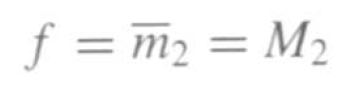 f = m̅₂ = M₂